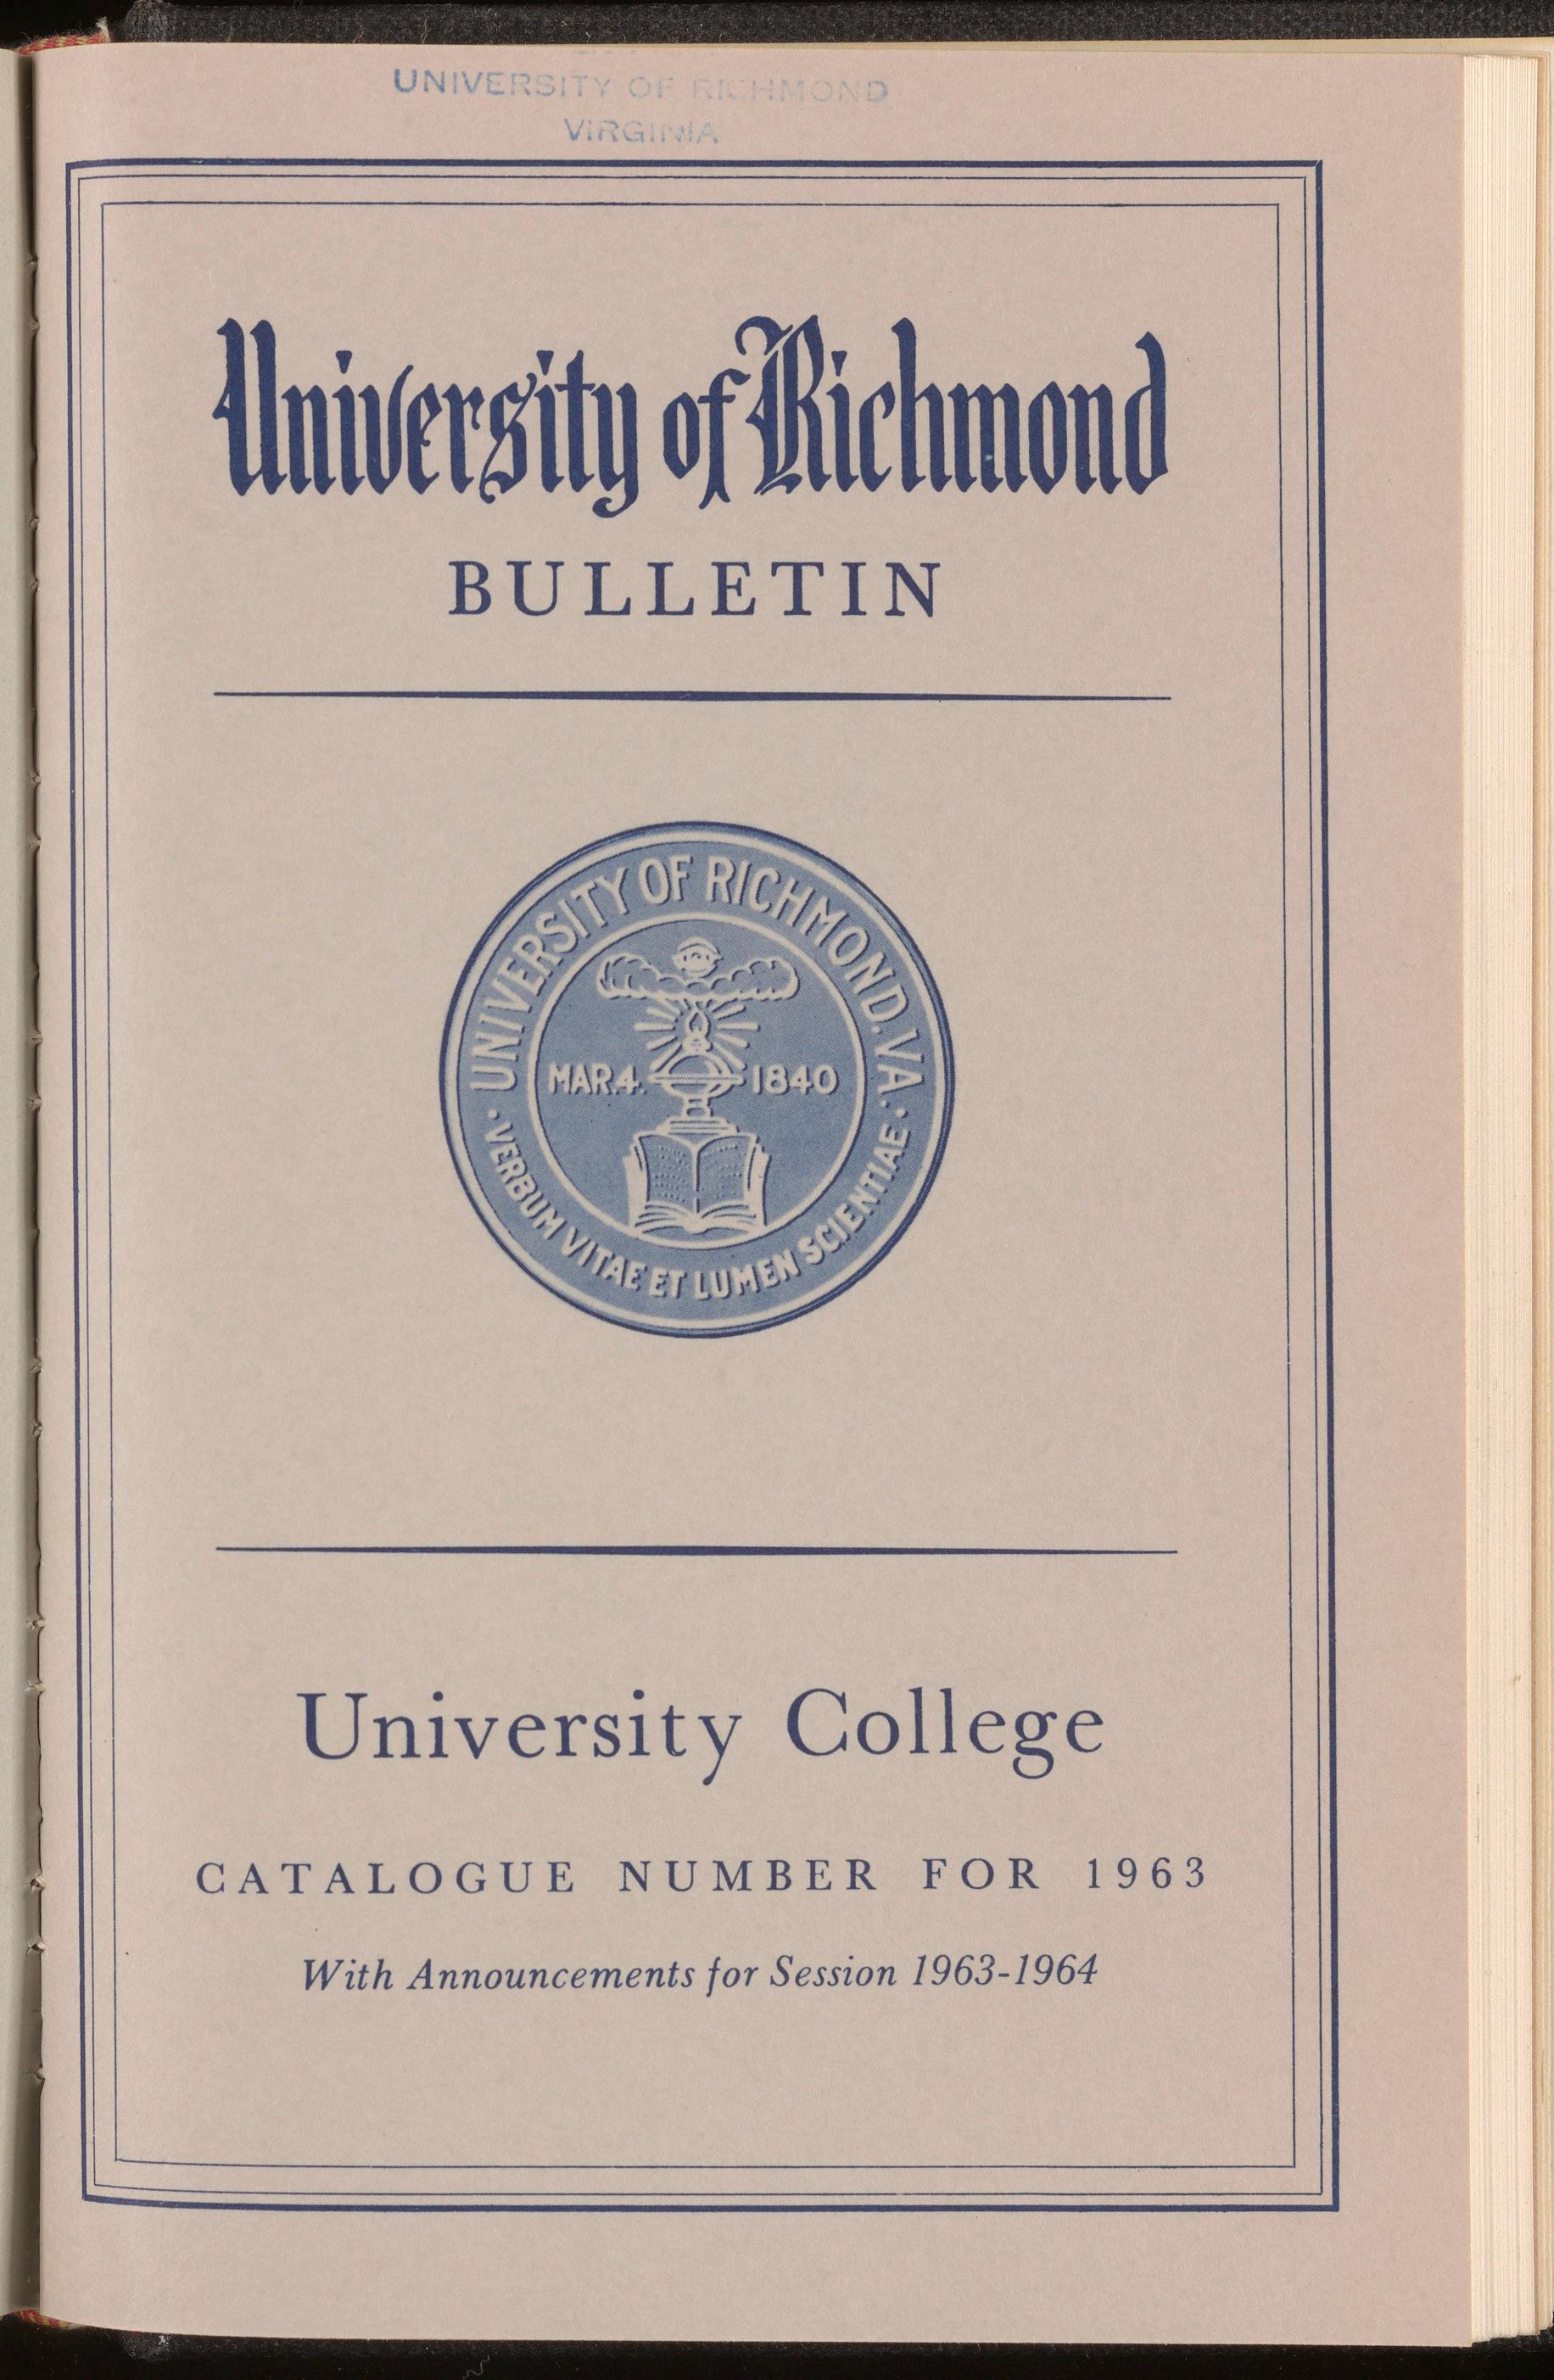 UNIVERSITY OF RICHMOND
VIRGINIA
University of Richmond
BULLETIN
UNIVERSITY OF RICHMOND. VA.
MAR. 4. 1840
· VERBUM VITAE ET LUMEN SCIENTIAE ·
University College
CATALOGUE NUMBER FOR 1963
With Announcements for Session 1963-1964